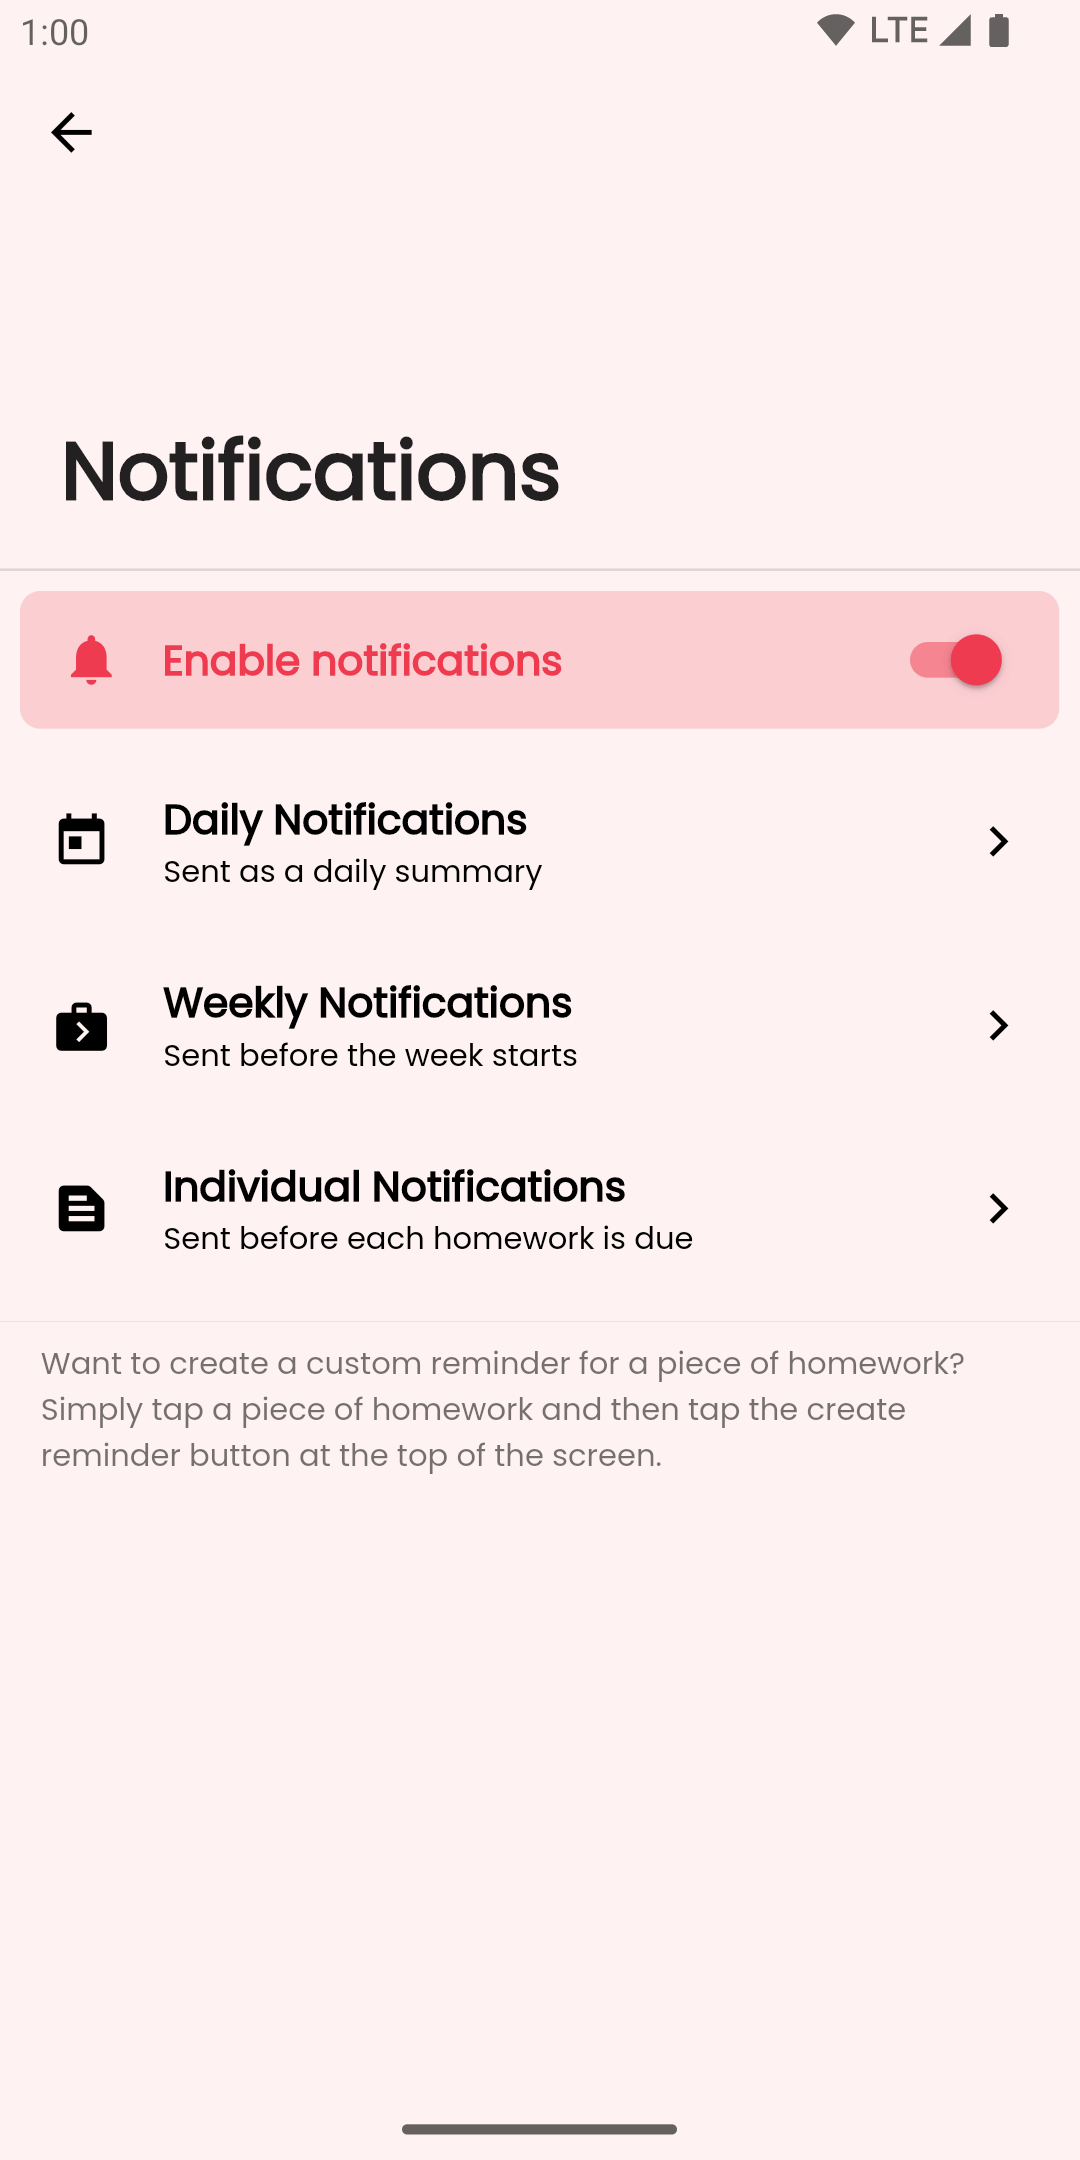 1:00
LTE
Notifications
Enable notifications
Daily Notifications
Sent as a daily summary
Weekly Notifications
Sent before the week starts
Individual Notifications
Sent before each homework is due
Want to create a custom reminder for a piece of homework?
Simply tap a piece of homework and then tap the create
reminder button at the top of the screen.